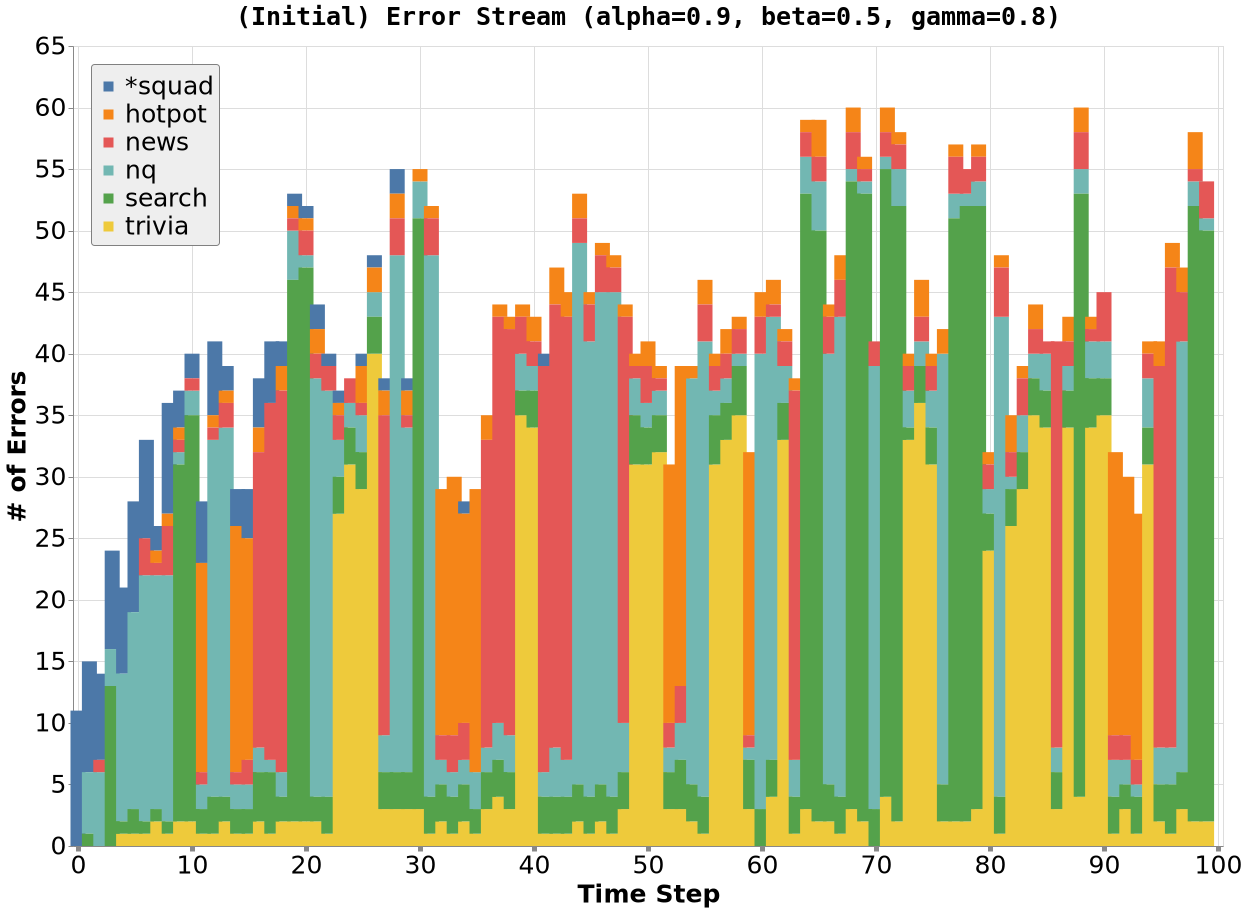 (Initial) Error Stream (alpha=0.9, beta=0.5, gamma=0.8)
65
60
55
50
45
40
35
30
25
20
15
10
5
0
# of Errors
*squad
hotpot
news
nq
search
trivia
0 10 20 30 40 50 60 70 80 90 100
Time Step